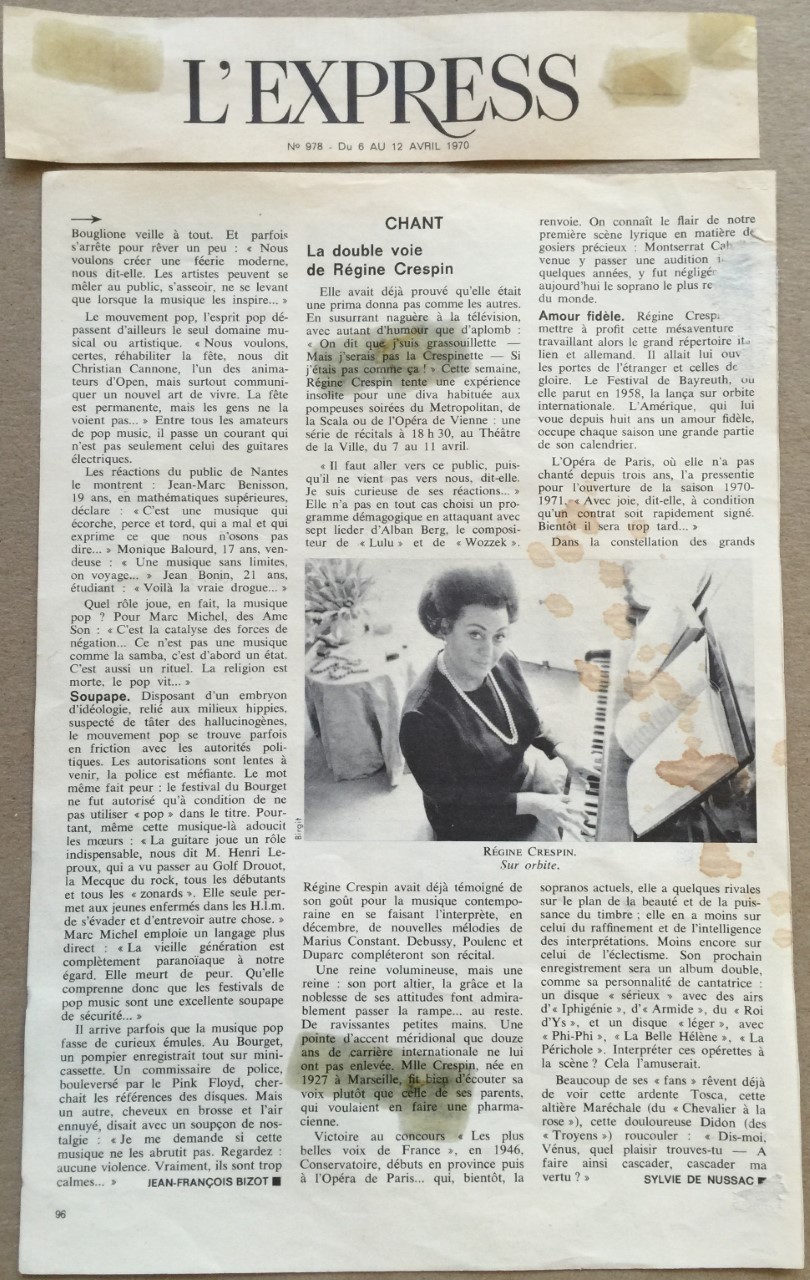 L'EXPRESS
Nº 978 - Du 6 AU 12 AVRIL 1970
Bouglione veille à tout. Et parfois
s'arrête pour rêver un peu : « Nous
voulons créer une féerie moderne,
nous dit-elle. Les artistes peuvent se
mêler au public, s'asseoir, ne se levant
que lorsque la musique les inspire... »
Le mouvement pop, l'esprit pop dé-
passent d'ailleurs le seul domaine mu-
sical ou artistique. « Nous voulons,
certes, réhabiliter la fête, nous dit
Christian Cannone, l'un des anima-
teurs d'Open, mais surtout communi-
quer un nouvel art de vivre. La fête
est permanente, mais les gens ne la
voient pas... » Entre tous les amateurs
de pop music, il passe un courant qui
n'est pas seulement celui des guitares
électriques.
Les réactions du public de Nantes
le montrent : Jean-Marc Benisson,
19 ans, en mathématiques supérieures,
déclare : « C'est une musique qui
écorche, perce et tord, qui a mal et qui
exprime ce que nous n'osons pas
dire... » Monique Balourd, 17 ans, ven-
deuse : « Une musique sans limites,
on voyage... » Jean Bonin, 21 ans,
étudiant : « Voilà la vraie drogue... »
Quel rôle joue, en fait, la musique
pop ? Pour Marc Michel, des Ame
Son : « C'est la catalyse des forces de
négation... Ce n'est pas une musique
comme la samba, c'est d'abord un état.
C'est aussi un rituel. La religion est
morte, le pop vit... »
Soupape. Disposant d'un embryon
d'idéologie, relié aux milieux hippies,
suspecté de tâter des hallucinogènes,
le mouvement pop se trouve parfois
en friction avec les autorités poli-
tiques. Les autorisations sont lentes à
venir, la police est méfiante. Le mot
même fait peur : le festival du Bourget
ne fut autorisé qu'à condition de ne
pas utiliser « pop » dans le titre. Pour-
tant, même cette musique-là adoucit
les mœurs : « La guitare joue un rôle
indispensable, nous dit M. Henri Le-
proux, qui a vu passer au Golf Drouot,
la Mecque du rock, tous les débutants
et tous les « zonards ». Elle seule per-
met aux jeunes enfermés dans les H.l.m.
de s'évader et d'entrevoir autre chose. »
Marc Michel emploie un langage plus
direct : « La vieille génération est
complètement paranoïaque à notre
égard. Elle meurt de peur. Qu'elle
comprenne donc que les festivals de
pop music sont une excellente soupape
de sécurité... »
Il arrive parfois que la musique pop
fasse de curieux émules. Au Bourget,
un pompier enregistrait tout sur mini-
cassette. Un commissaire de police,
bouleversé par le Pink Floyd, cher-
chait les références des disques. Mais
un autre, cheveux en brosse et l'air
ennuyé, disait avec un soupçon de nos-
talgie : « Je me demande si cette
musique ne les abrutit pas. Regardez :
aucune violence. Vraiment, ils sont trop
calmes... » JEAN-FRANÇOIS BIZOT
96
CHANT
La double voie
de Régine Crespin
Elle avait déjà prouvé qu'elle était
une prima donna pas comme les autres.
En susurrant naguère à la télévision,
avec autant d'humour que d'aplomb :
« On dit que j'suis grassouillette —
Mais j'serais pas la Crespinette — Si
j'étais pas comme ça ! » Cette semaine,
Régine Crespin tente une expérience
insolite pour une diva habituée aux
pompeuses soirées du Metropolitan, de
la Scala ou de l'Opéra de Vienne : une
série de récitals à 18 h 30, au Théâtre
de la Ville, du 7 au 11 avril.
« Il faut aller vers ce public, puis-
qu'il ne vient pas vers nous, dit-elle.
Je suis curieuse de ses réactions... »
Elle n'a pas en tout cas choisi un pro-
gramme démagogique en attaquant avec
sept lieder d'Alban Berg, le composi-
teur de « Lulu » et de « Wozzek ».
Birgit
RÉGINE CRESPIN.
Sur orbite.
Régine Crespin avait déjà témoigné de
son goût pour la musique contempo-
raine en se faisant l'interprète, en
décembre, de nouvelles mélodies de
Marius Constant. Debussy, Poulenc et
Duparc compléteront son récital.
Une reine volumineuse, mais une
reine : son port altier, la grâce et la
noblesse de ses attitudes font admira-
blement passer la rampe... au reste.
De ravissantes petites mains. Une
pointe d'accent méridional que douze
ans de carrière internationale ne lui
ont pas enlevée. Mlle Crespin, née en
1927 à Marseille, fit bien d'écouter sa
voix plutôt que celle de ses parents,
qui voulaient en faire une pharma-
cienne.
Victoire au concours « Les plus
belles voix de France », en 1946,
Conservatoire, débuts en province puis
à l'Opéra de Paris... qui, bientôt, la
renvoie. On connaît le flair de notre
première scène lyrique en matière de
gosiers précieux : Montserrat
venue y passer une audition
quelques années, y fut
aujourd'hui le soprano le plus
du monde.
Amour fidèle. Régine
mettre à profit cette mésaventure
travaillant alors le grand répertoire ita-
lien et allemand. Il allait lui
les portes de l'étranger et celles de
gloire. Le Festival de Bayreuth, où
elle parut en 1958, la lança sur orbite
internationale. L'Amérique, qui lui
voue depuis huit ans un amour fidèle,
occupe chaque saison une grande partie
de son calendrier.
L'Opéra de Paris, où elle n'a pas
chanté depuis trois ans, l'a pressentie
pour l'ouverture de la saison 1970-
1971. « Avec joie, dit-elle, à condition
qu'un contrat soit rapidement signé.
Bientôt il sera trop tard... »
Dans la constellation des grands
sopranos actuels, elle a quelques rivales
sur le plan de la beauté et de la puis-
sance du timbre ; elle en a moins sur
celui du raffinement et de l'intelligence
des interprétations. Moins encore sur
celui de l'éclectisme. Son prochain
enregistrement sera un album double,
comme sa personnalité de cantatrice :
un disque « sérieux » avec des airs
d'« Iphigénie », d'« Armide », du « Roi
d'Ys », et un disque « léger », avec
« Phi-Phi », « La Belle Hélène », « La
Périchole ». Interpréter ces opérettes à
la scène ? Cela l'amuserait.
Beaucoup de ses « fans » rêvent déjà
de voir cette ardente Tosca, cette
altière Maréchale (du « Chevalier à la
rose »), cette douloureuse Didon (des
« Troyens ») roucouler : « Dis-moi,
Vénus, quel plaisir trouves-tu — A
faire ainsi cascader, cascader ma
vertu ? » SYLVIE DE NUSSAC